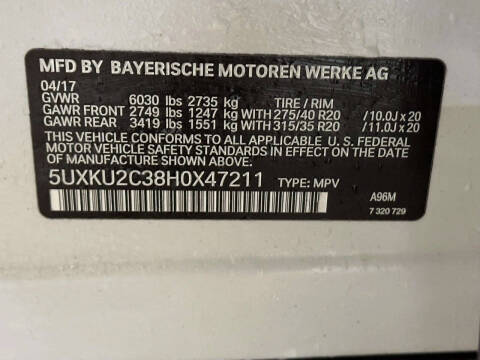 MFD BY BAYERISCHE MOTOREN WERKE AG
04/17
GVWR 6030 lbs 2735 kg TIRE / RIM
GAWR FRONT 2749 lbs 1247 kg WITH 275/40 R20 /10.0J x 20
GAWR REAR 3419 lbs 1551 kg WITH 315/35 R20 /11.0J x 20
THIS VEHICLE CONFORMS TO ALL APPLICABLE U. S. FEDERAL
MOTOR VEHICLE SAFETY STANDARDS IN EFFECT ON THE DATE
OF MANUFACTURE SHOWN ABOVE.
5UXKU2C38H0X47211 TYPE: MPV A96M
7 320 729